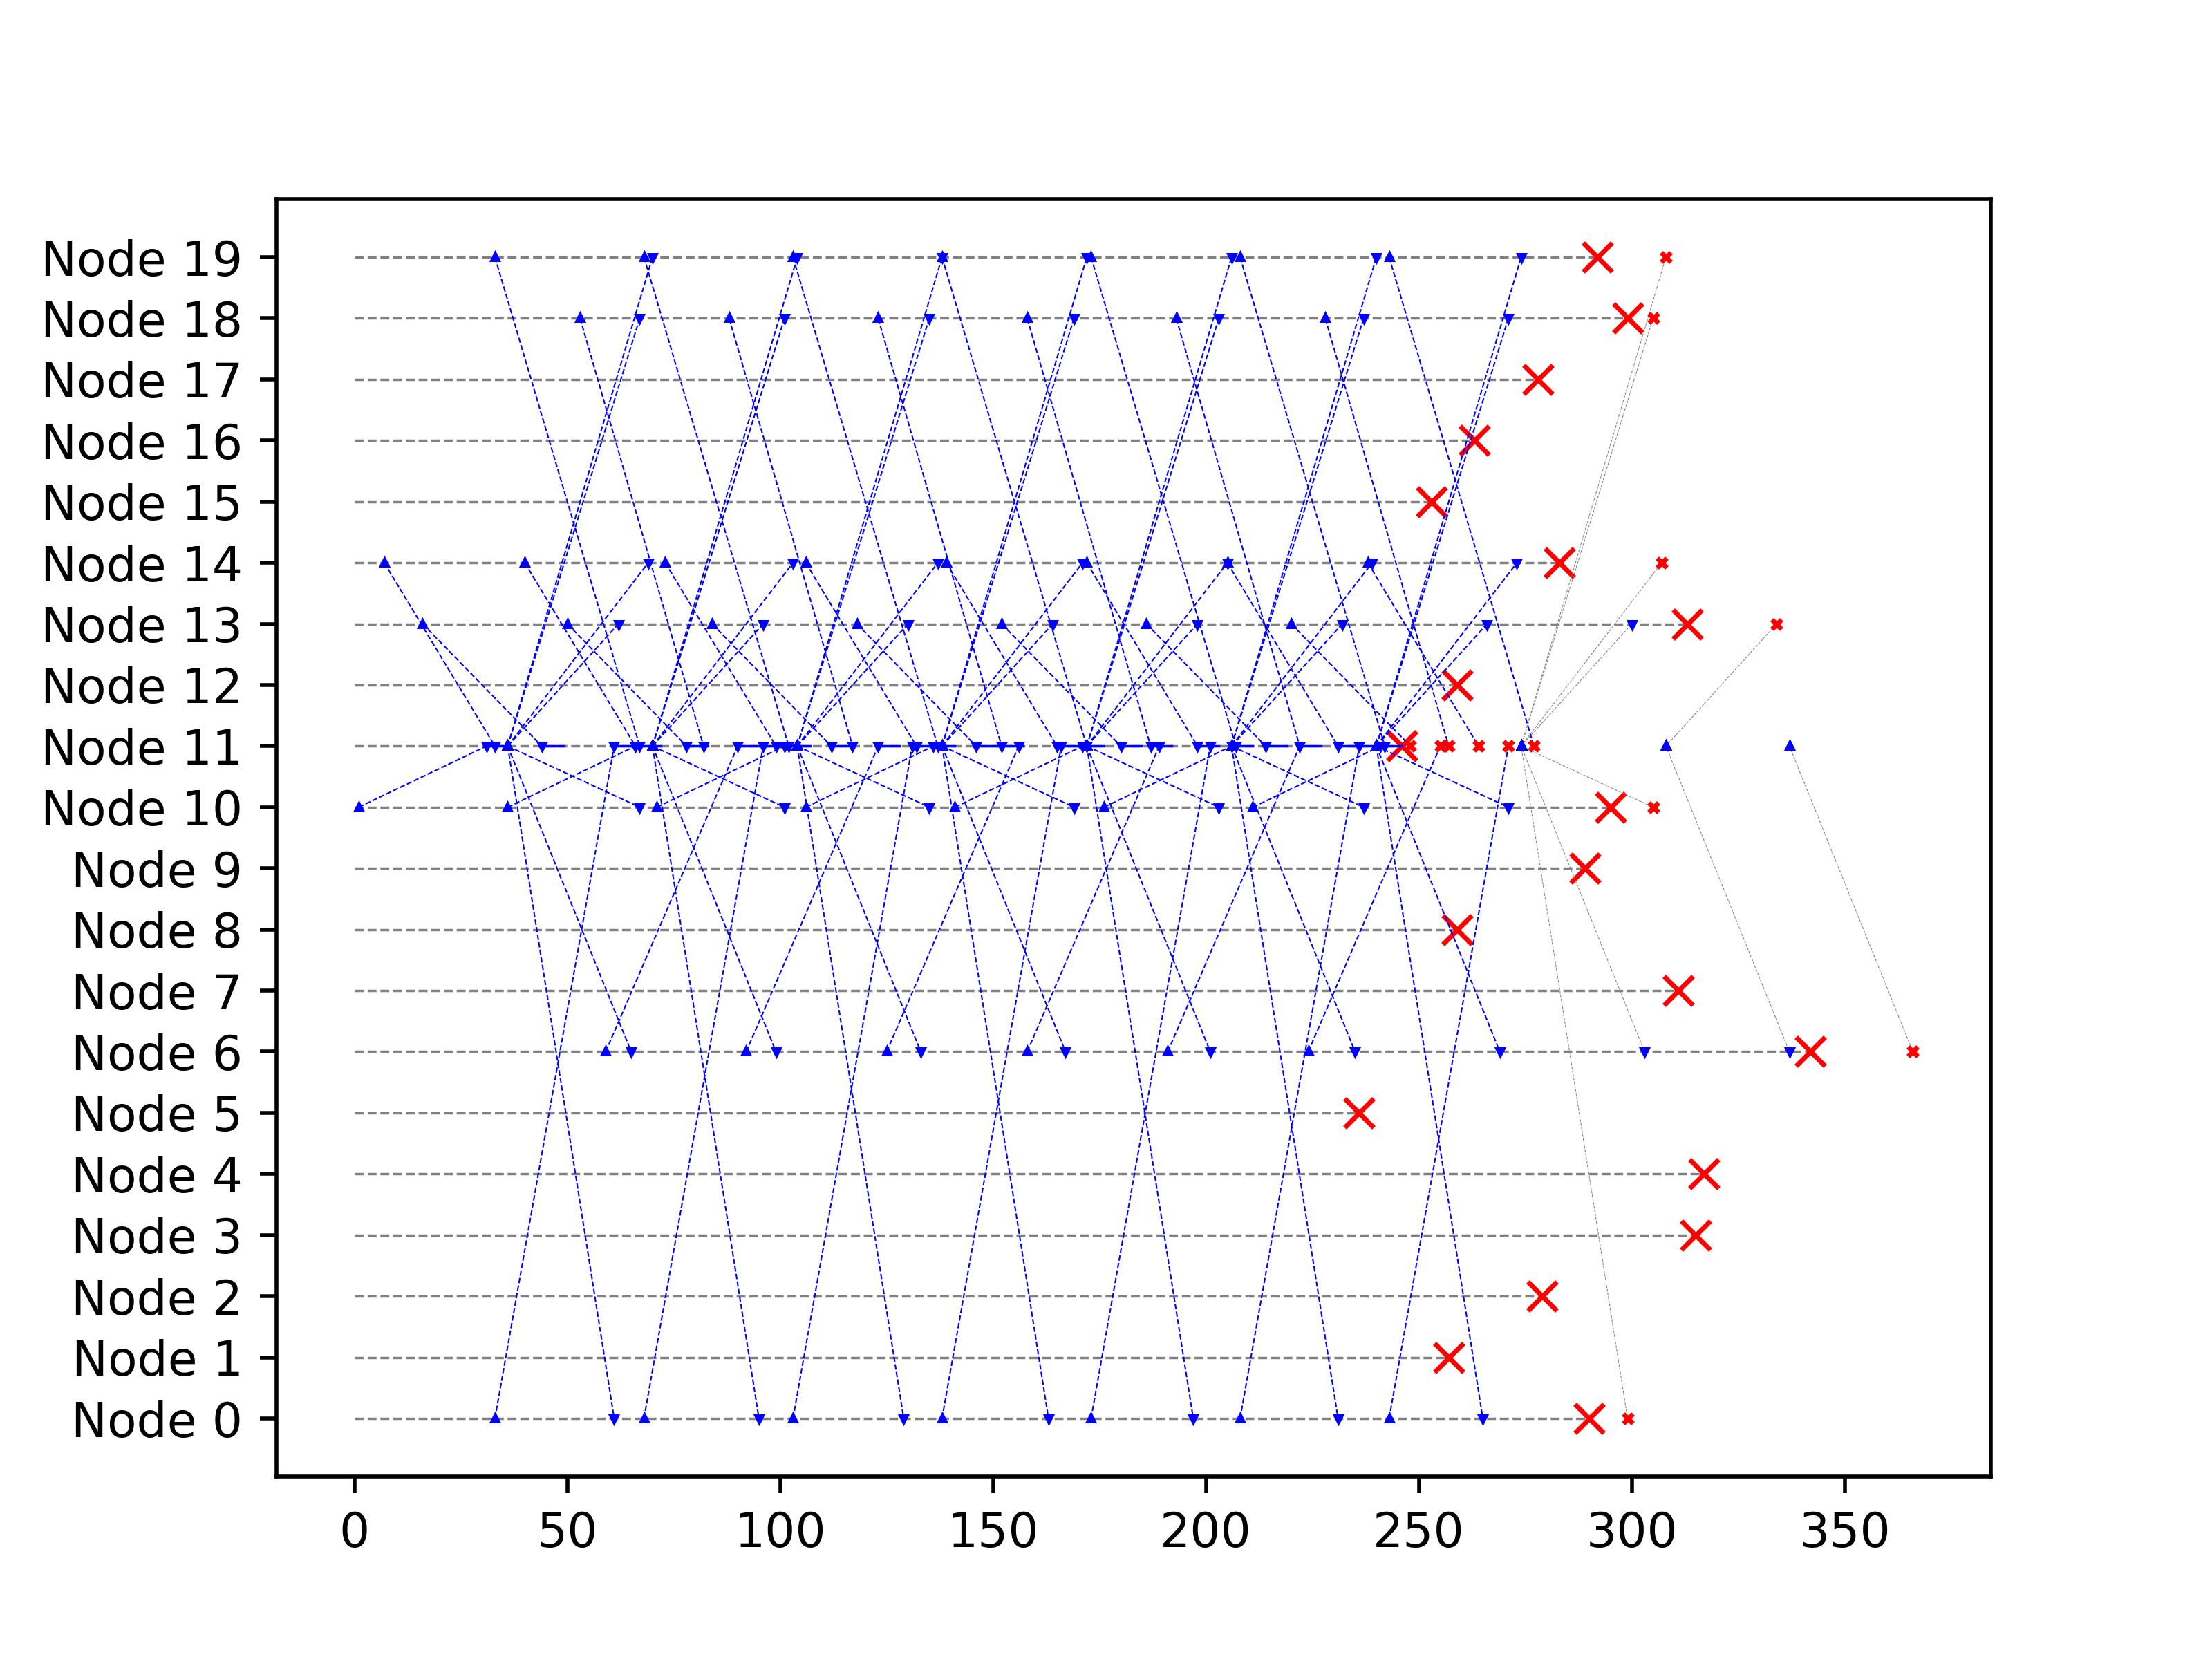 Node 19
Node 18
Node 17
Node 16
Node 15
Node 14
Node 13
Node 12
Node 11
Node 10
Node 9
Node 8
Node 7
Node 6
Node 5
Node 4
Node 3
Node 2
Node 1
Node 0
0 50 100 150 200 250 300 350